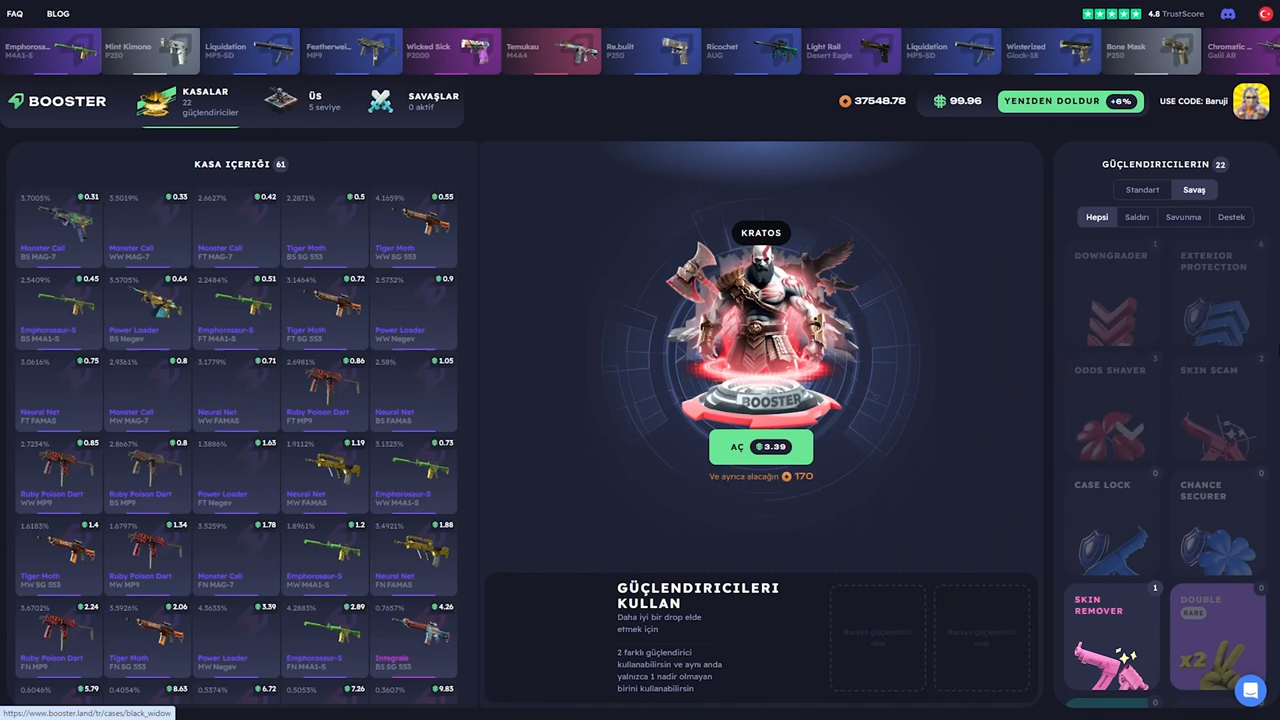 FAQ
BLOG
4.8 TrustScore
Emphorosa...
M4A1-S
Mint Kimono
P250
Liquidation
MP5-SD
Featherwei...
MP9
Wicked Sick
P2000
Temukau
M4A4
Re.built
P250
Ricochet
AUG
Light Rail
Desert Eagle
Liquidation
MP5-SD
Winterized
Glock-18
Bone Mask
P250
Chromatic ...
Galil AR
BOOSTER
KASALAR
22
güçlendiriciler
ÜS
5 seviye
SAVAŞLAR
0 aktif
37548.78
99.96
YENIDEN DOLDUR +6%
USE CODE: Baruji
KASA IÇERIĞI 61
3.7005% 0.31
Monster Call
BS MAG-7
3.5019% 0.33
Monster Call
WW MAG-7
2.6627% 0.42
Monster Call
FT MAG-7
2.2871% 0.5
Tiger Moth
BS SG 553
4.1659% 0.55
Tiger Moth
WW SG 553
2.5409% 0.45
Emphorosaur-S
BS M4A1-S
3.5705% 0.64
Power Loader
BS Negev
2.2484% 0.51
Emphorosaur-S
FT M4A1-S
3.1464% 0.72
Tiger Moth
FT SG 553
2.5732% 0.9
Power Loader
WW Negev
3.0616% 0.75
Neural Net
FT FAMAS
2.9361% 0.8
Monster Call
MW MAG-7
3.1779% 0.71
Neural Net
WW FAMAS
2.6981% 0.86
Ruby Poison Dart
FT MP9
2.58% 1.05
Neural Net
BS FAMAS
2.7234% 0.85
Ruby Poison Dart
WW MP9
2.8667% 0.8
Ruby Poison Dart
BS MP9
1.3886% 1.63
Power Loader
FT Negev
1.9112% 1.19
Neural Net
MW FAMAS
3.1323% 0.73
Emphorosaur-S
WW M4A1-S
1.6183% 1.4
Tiger Moth
MW SG 553
1.6797% 1.34
Ruby Poison Dart
MW MP9
3.5259% 1.78
Monster Call
FN MAG-7
1.8961% 1.2
Emphorosaur-S
MW M4A1-S
3.4921% 1.88
Neural Net
FN FAMAS
3.6702% 2.24
Ruby Poison Dart
FN MP9
3.5926% 2.06
Tiger Moth
FN SG 553
4.3633% 3.39
Power Loader
MW Negev
4.2883% 2.89
Emphorosaur-S
FN M4A1-S
0.7657% 4.26
Integrale
BS SG 553
0.6046% 5.79
0.4054% 8.63
0.5374% 6.72
0.5053% 7.26
0.3607% 9.83
KRATOS
BOOSTER
AÇ 3.39
Ve ayrıca alacağın 170
GÜÇLENDIRICILERI
KULLAN
Daha iyi bir drop elde
etmek için
2 farklı güçlendirici
kullanabilirsin ve aynı anda
yalnızca 1 nadir olmayan
birini kullanabilirsin
Buraya güçlendirici
ekle
Buraya güçlendirici
ekle
GÜÇLENDIRICILERIN 22
Standart
Savaş
Hepsi
Saldırı
Savunma
Destek
DOWNGRADER
1
EXTERIOR
PROTECTION
6
ODDS SHAVER
3
SKIN SCAM
2
CASE LOCK
0
CHANCE
SECURER
0
SKIN
REMOVER
1
DOUBLE
RARE
0
x2
0
https://www.booster.land/tr/cases/black_widow